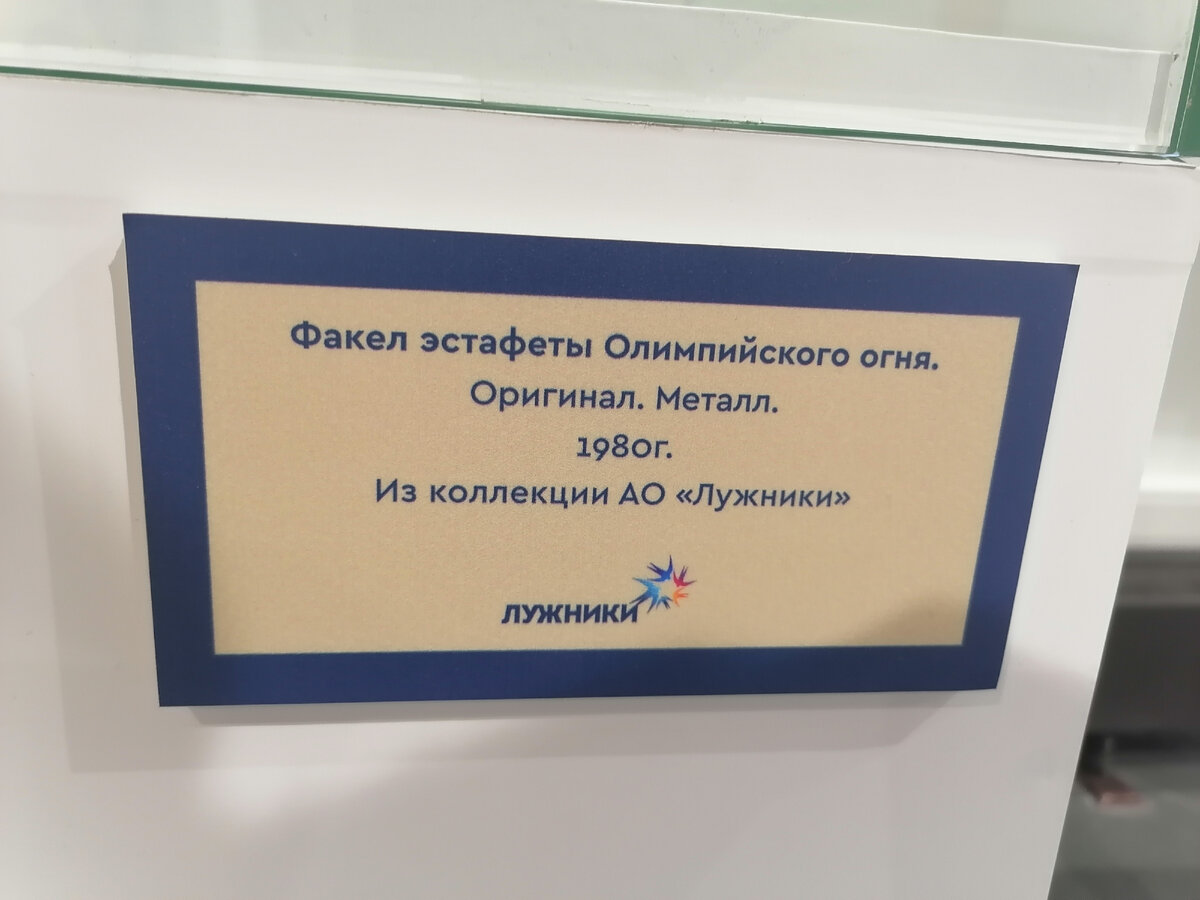 Факел эстафеты Олимпийского огня.
Оригинал. Металл.
1980г.
Из коллекции АО «Лужники»
ЛУЖНИКИ